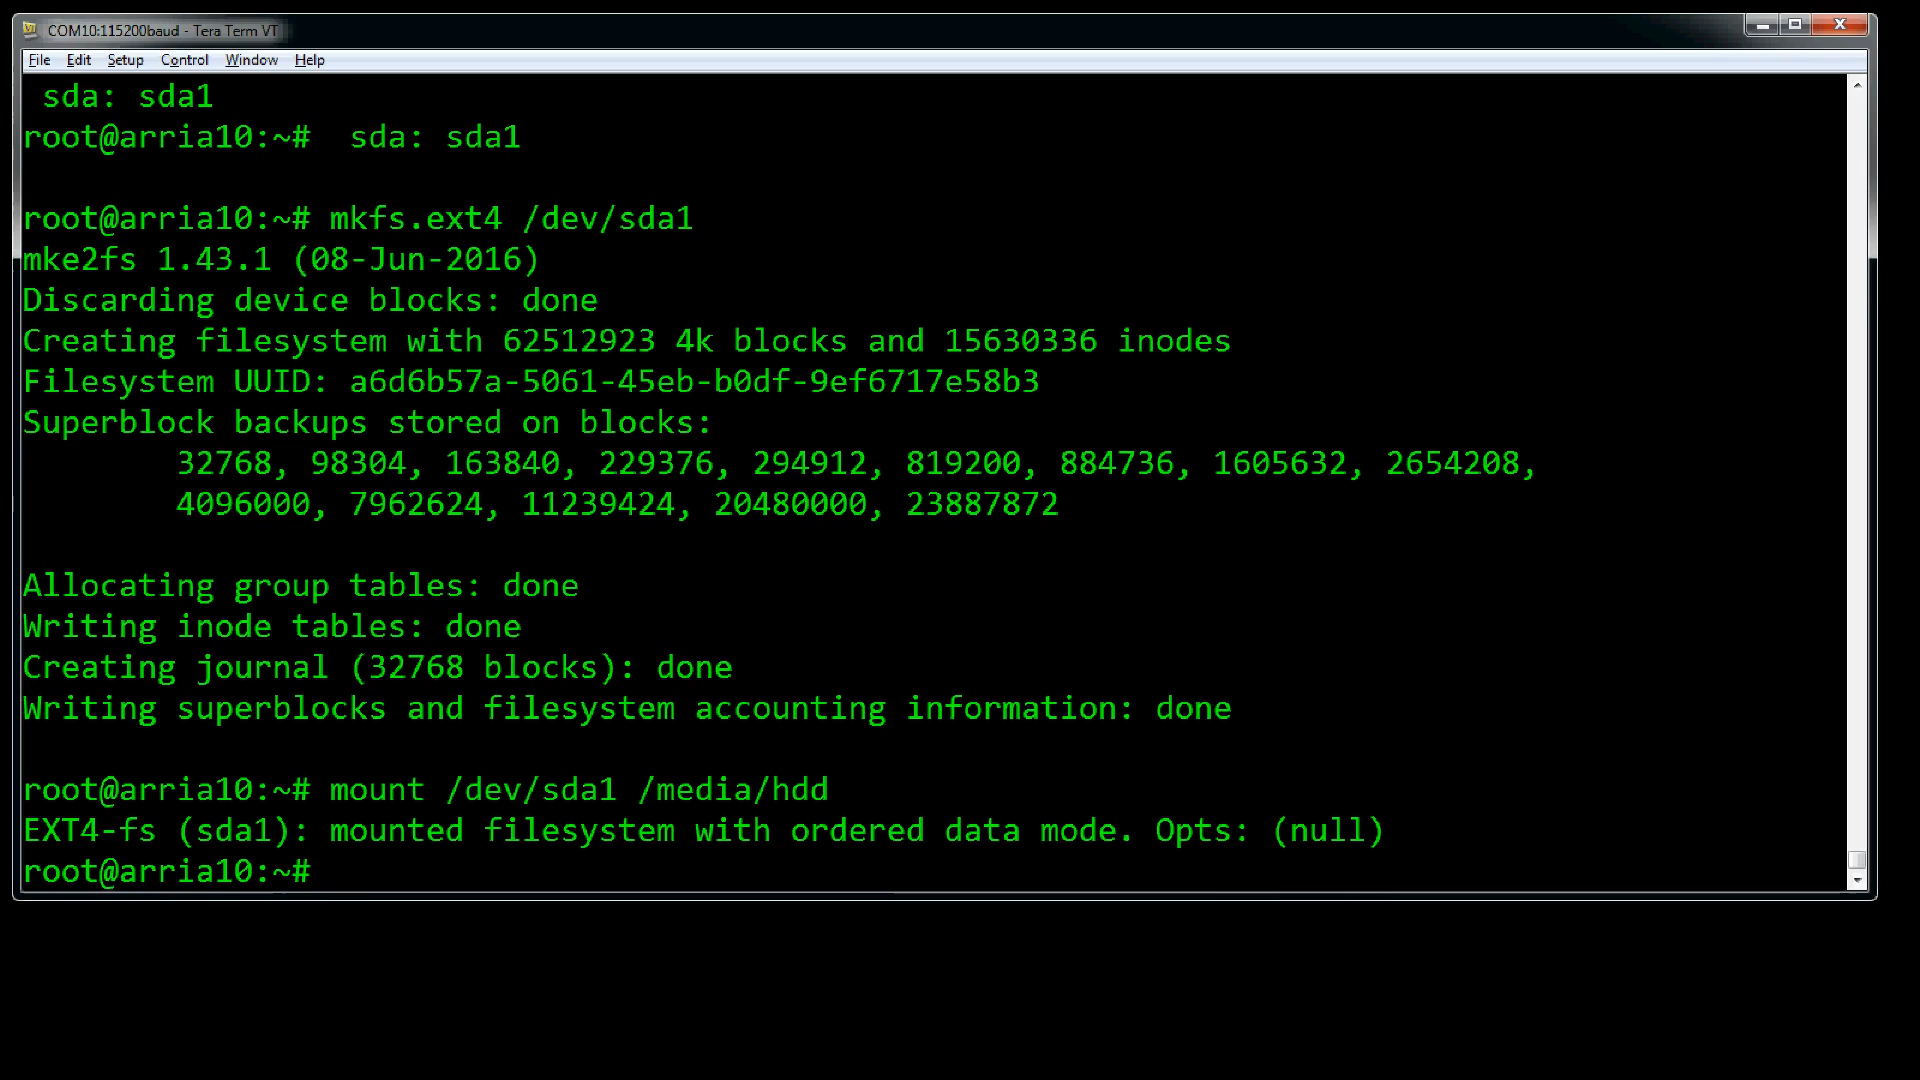 COM10:115200baud - Tera Term VT
File Edit Setup Control Window Help
sda: sda1
root@arria10:~#  sda: sda1
root@arria10:~# mkfs.ext4 /dev/sda1
mke2fs 1.43.1 (08-Jun-2016)
Discarding device blocks: done
Creating filesystem with 62512923 4k blocks and 15630336 inodes
Filesystem UUID: a6d6b57a-5061-45eb-b0df-9ef6717e58b3
Superblock backups stored on blocks:
32768, 98304, 163840, 229376, 294912, 819200, 884736, 1605632, 2654208,
4096000, 7962624, 11239424, 20480000, 23887872
Allocating group tables: done
Writing inode tables: done
Creating journal (32768 blocks): done
Writing superblocks and filesystem accounting information: done
root@arria10:~# mount /dev/sda1 /media/hdd
EXT4-fs (sda1): mounted filesystem with ordered data mode. Opts: (null)
root@arria10:~#